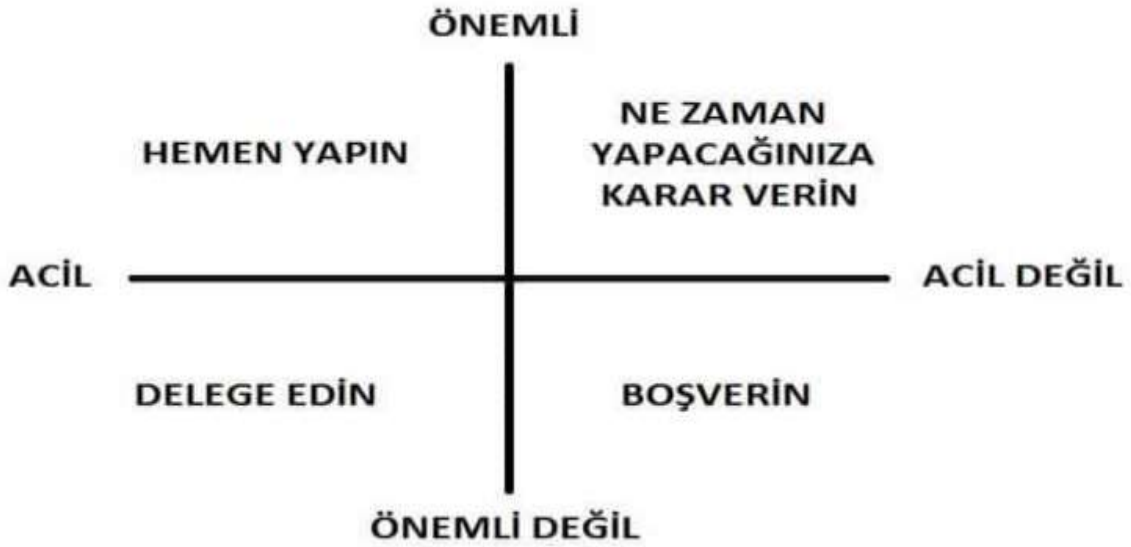 ÖNEMLİ
HEMEN YAPIN
NE ZAMAN
YAPACAĞINIZA
KARAR VERİN
ACİL
ACİL DEĞİL
DELEGE EDİN
BOŞVERİN
ÖNEMLİ DEĞİL